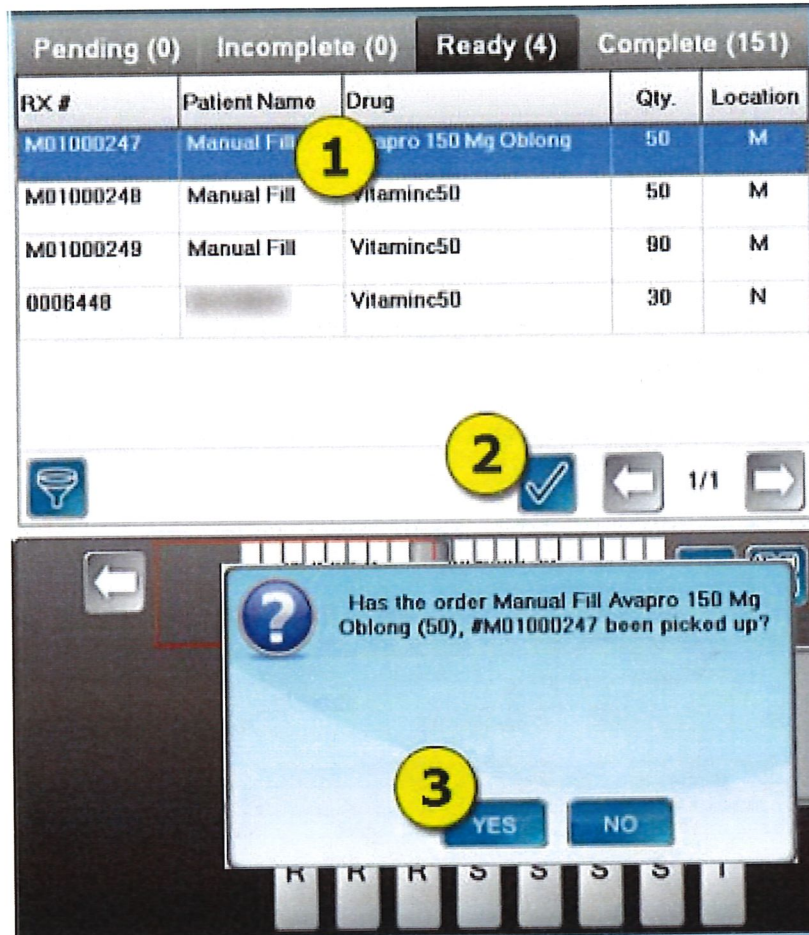 Pending (0) Incomplete (0) Ready (4) Complete (151)
RX # Patient Name Drug Qty. Location
M01000247 Manual Fill 150 Mg Oblong 50 M
1
M01000248 Manual Fill Vitaminc50 50 M
M01000249 Manual Fill Vitaminc50 90 M
0006448 Vitaminc50 30 N
2
1/1
Has the order Manual Fill Avapro 150 Mg
Oblong (50), #M01000247 been picked up?
3
YES NO
R R R S S S S T